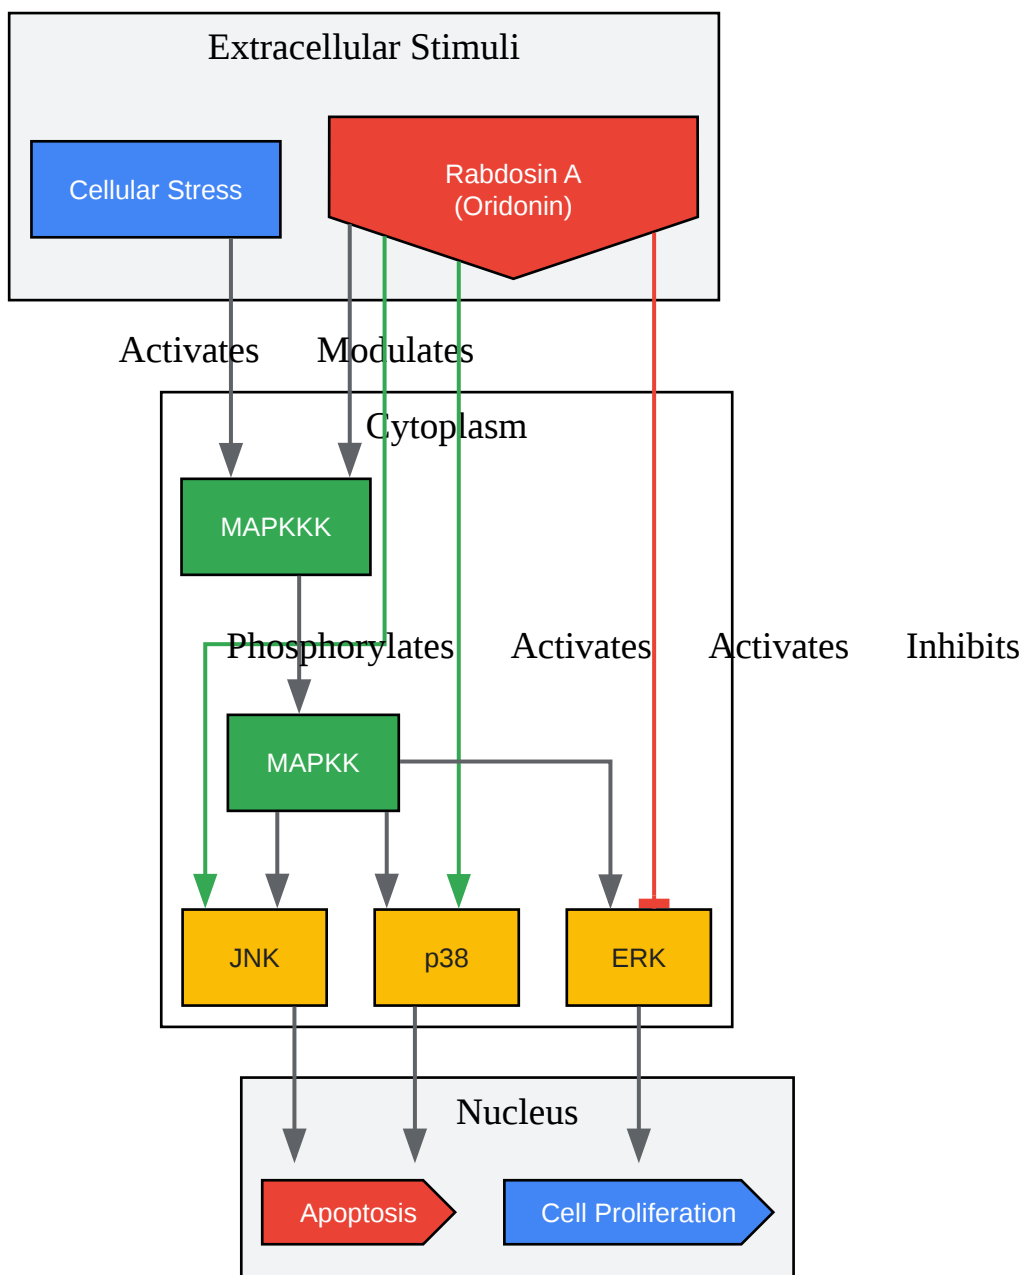 Extracellular Stimuli
Cellular Stress
Rabdosin A
(Oridonin)
Activates
Modulates
Cytoplasm
MAPKKK
Phosphorylates
Activates
Activates
Inhibits
MAPKK
JNK
p38
ERK
Nucleus
Apoptosis
Cell Proliferation